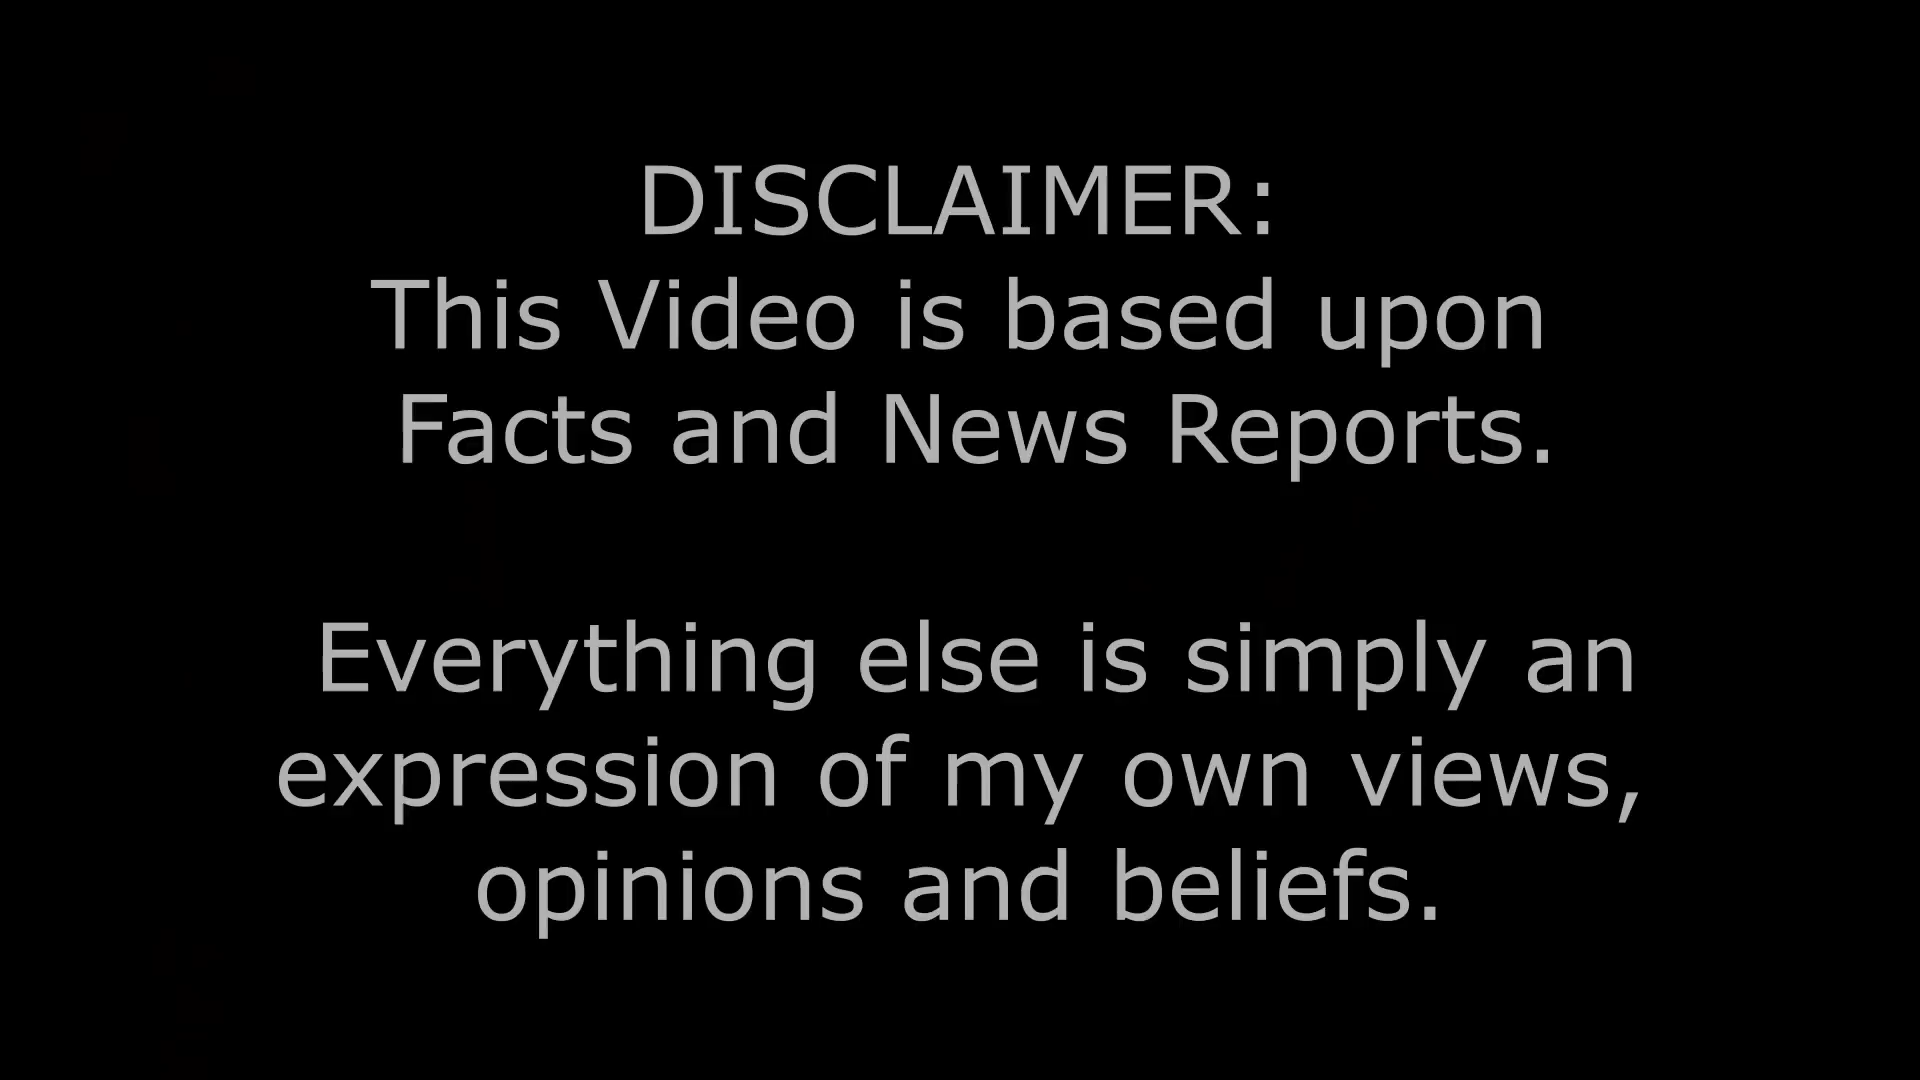 DISCLAIMER:
This Video is based upon
Facts and News Reports.
Everything else is simply an
expression of my own views,
opinions and beliefs.